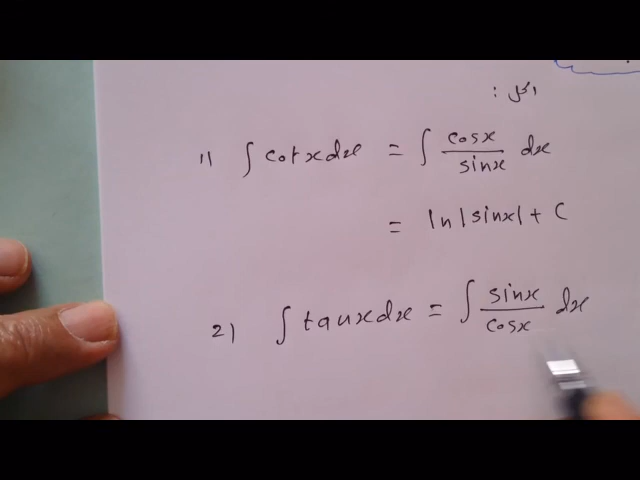 الحل :
1) ∫ cotx dx = ∫ cosx/sinx dx
= ln|sinx| + C
2) ∫ tanx dx = ∫ sinx/cosx dx